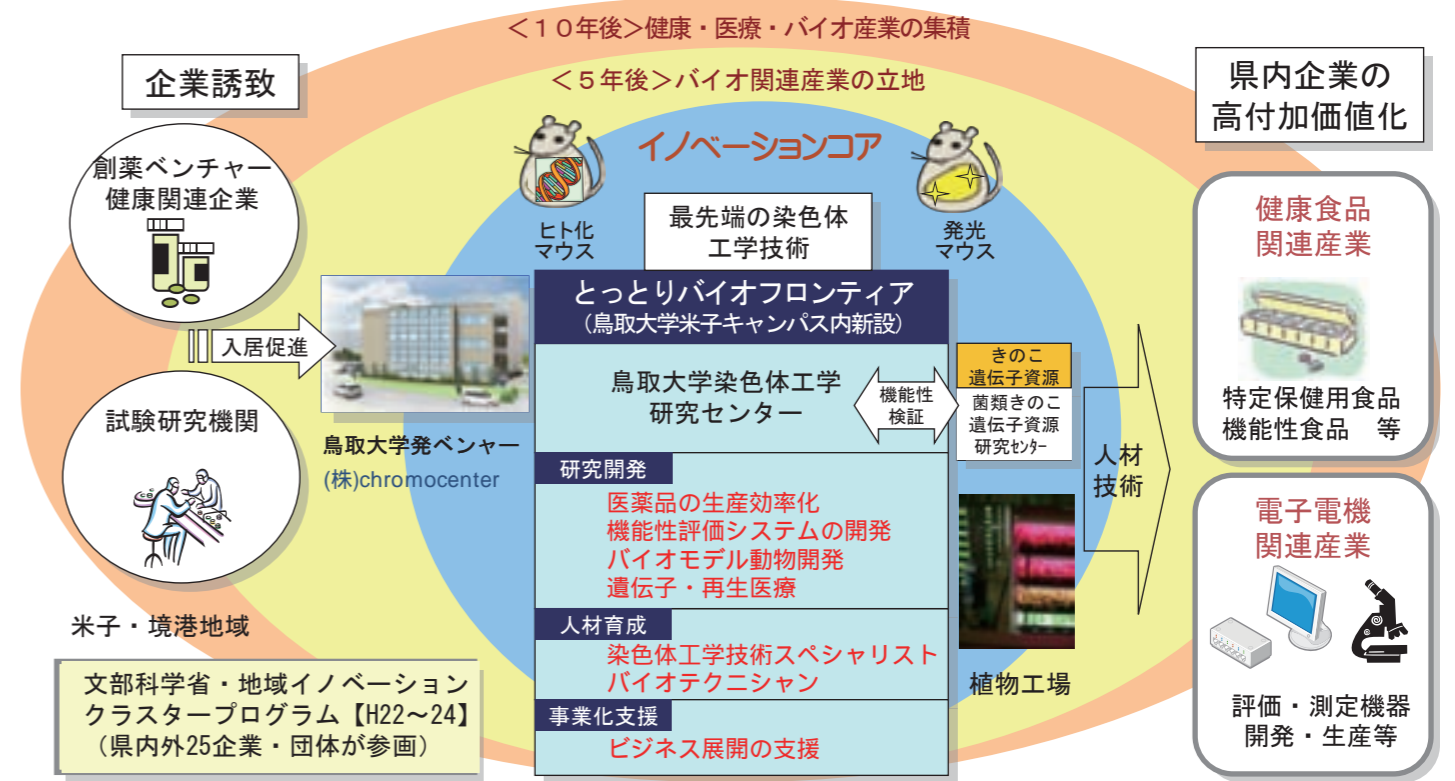 ＜１０年後＞健康・医療・バイオ産業の集積
＜５年後＞バイオ関連産業の立地
企業誘致
創薬ベンチャー
健康関連企業
入居促進
試験研究機関
米子・境港地域
文部科学省・地域イノベーション
クラスタープログラム【H22～24】
（県内外25企業・団体が参画）
鳥取大学発ベンャー
(株)chromocenter
イノベーションコア
ヒト化
マウス
発光
マウス
最先端の染色体
工学技術
とっとりバイオフロンティア
（鳥取大学米子キャンパス内新設）
鳥取大学染色体工学
研究センター
機能性
検証
きのこ
遺伝子資源
菌類きのこ
遺伝子資源
研究センター
研究開発
医薬品の生産効率化
機能性評価システムの開発
バイオモデル動物開発
遺伝子・再生医療
人材育成
染色体工学技術スペシャリスト
バイオテクニシャン
事業化支援
ビジネス展開の支援
植物工場
人材
技術
県内企業の
高付加価値化
健康食品
関連産業
特定保健用食品
機能性食品　等
電子電機
関連産業
評価・測定機器
開発・生産等